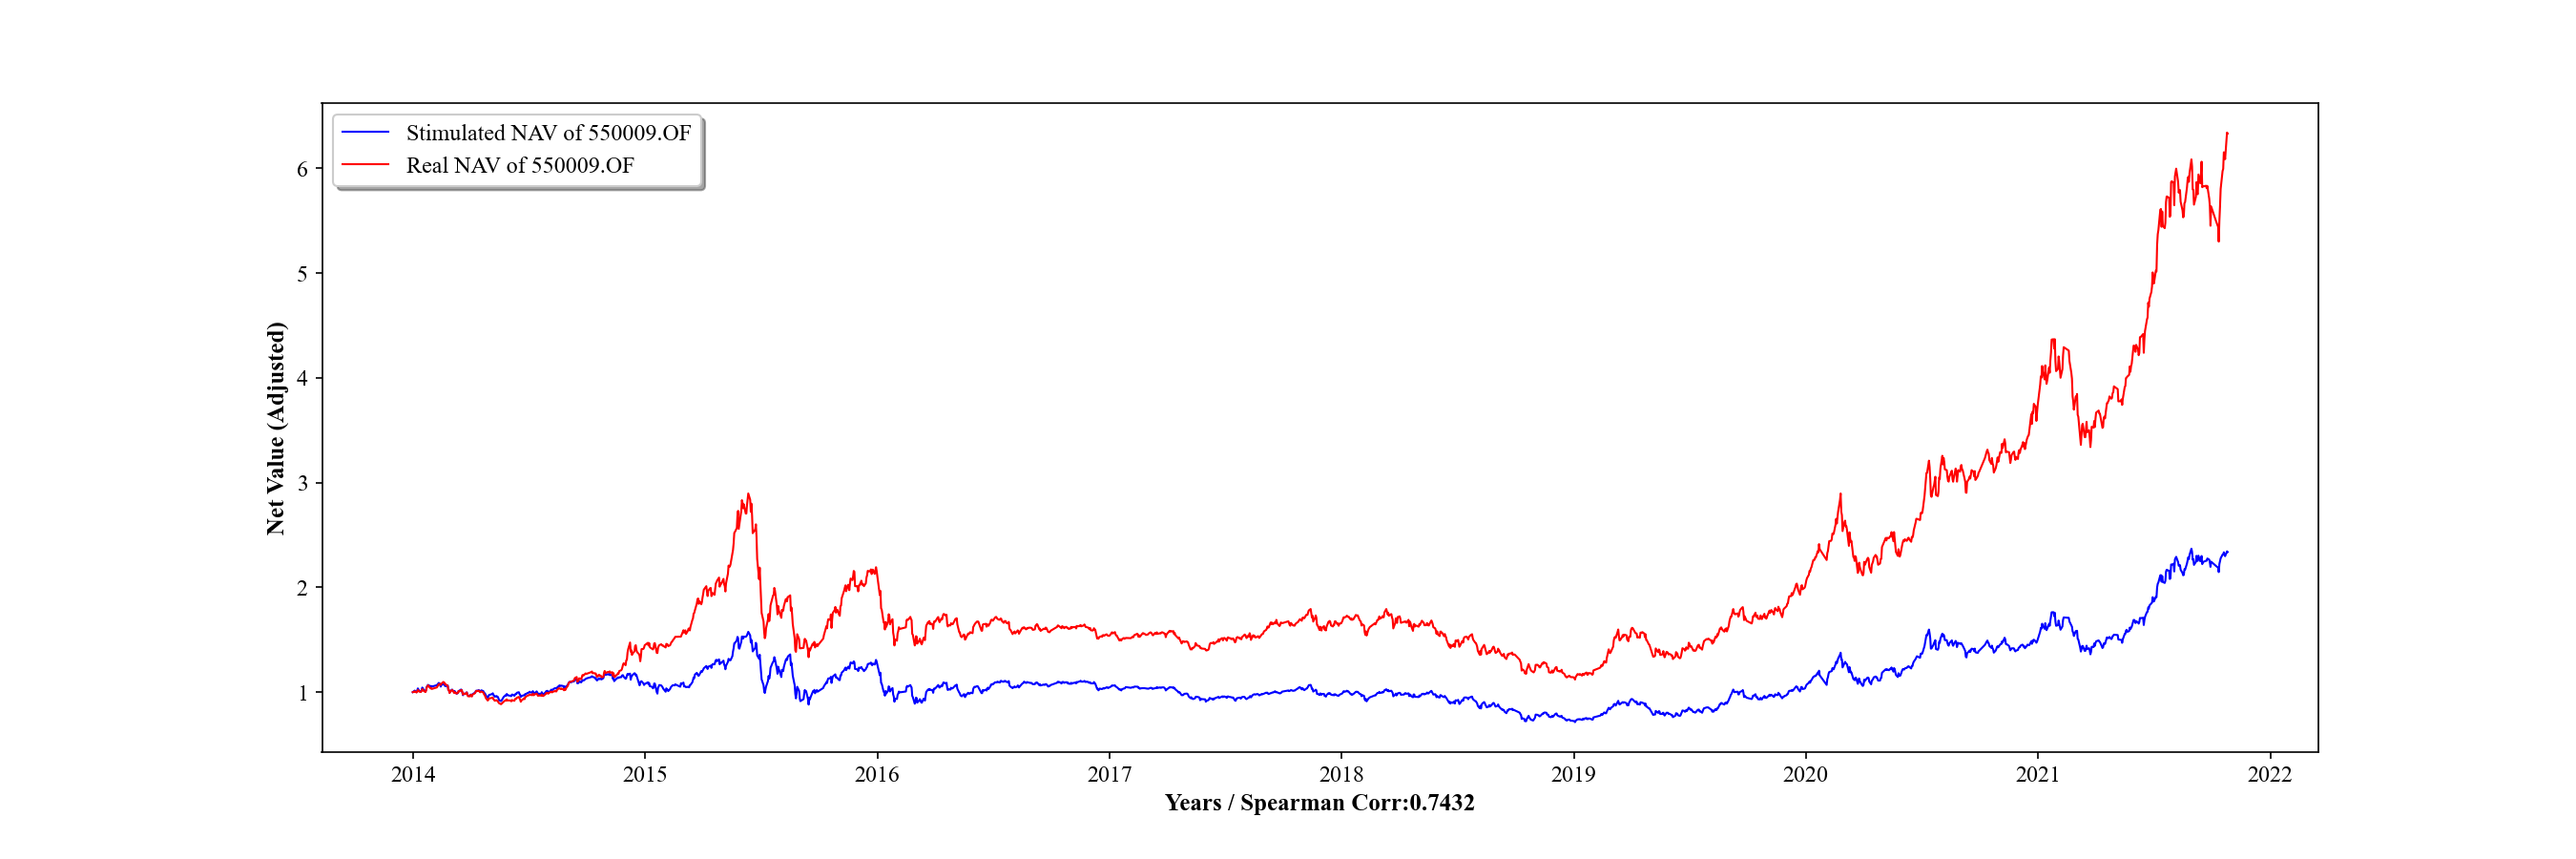 Stimulated NAV of 550009.OF
Real NAV of 550009.OF
6
5
4
3
2
1
Net Value (Adjusted)
2014 2015 2016 2017 2018 2019 2020 2021 2022
Years / Spearman Corr:0.7432